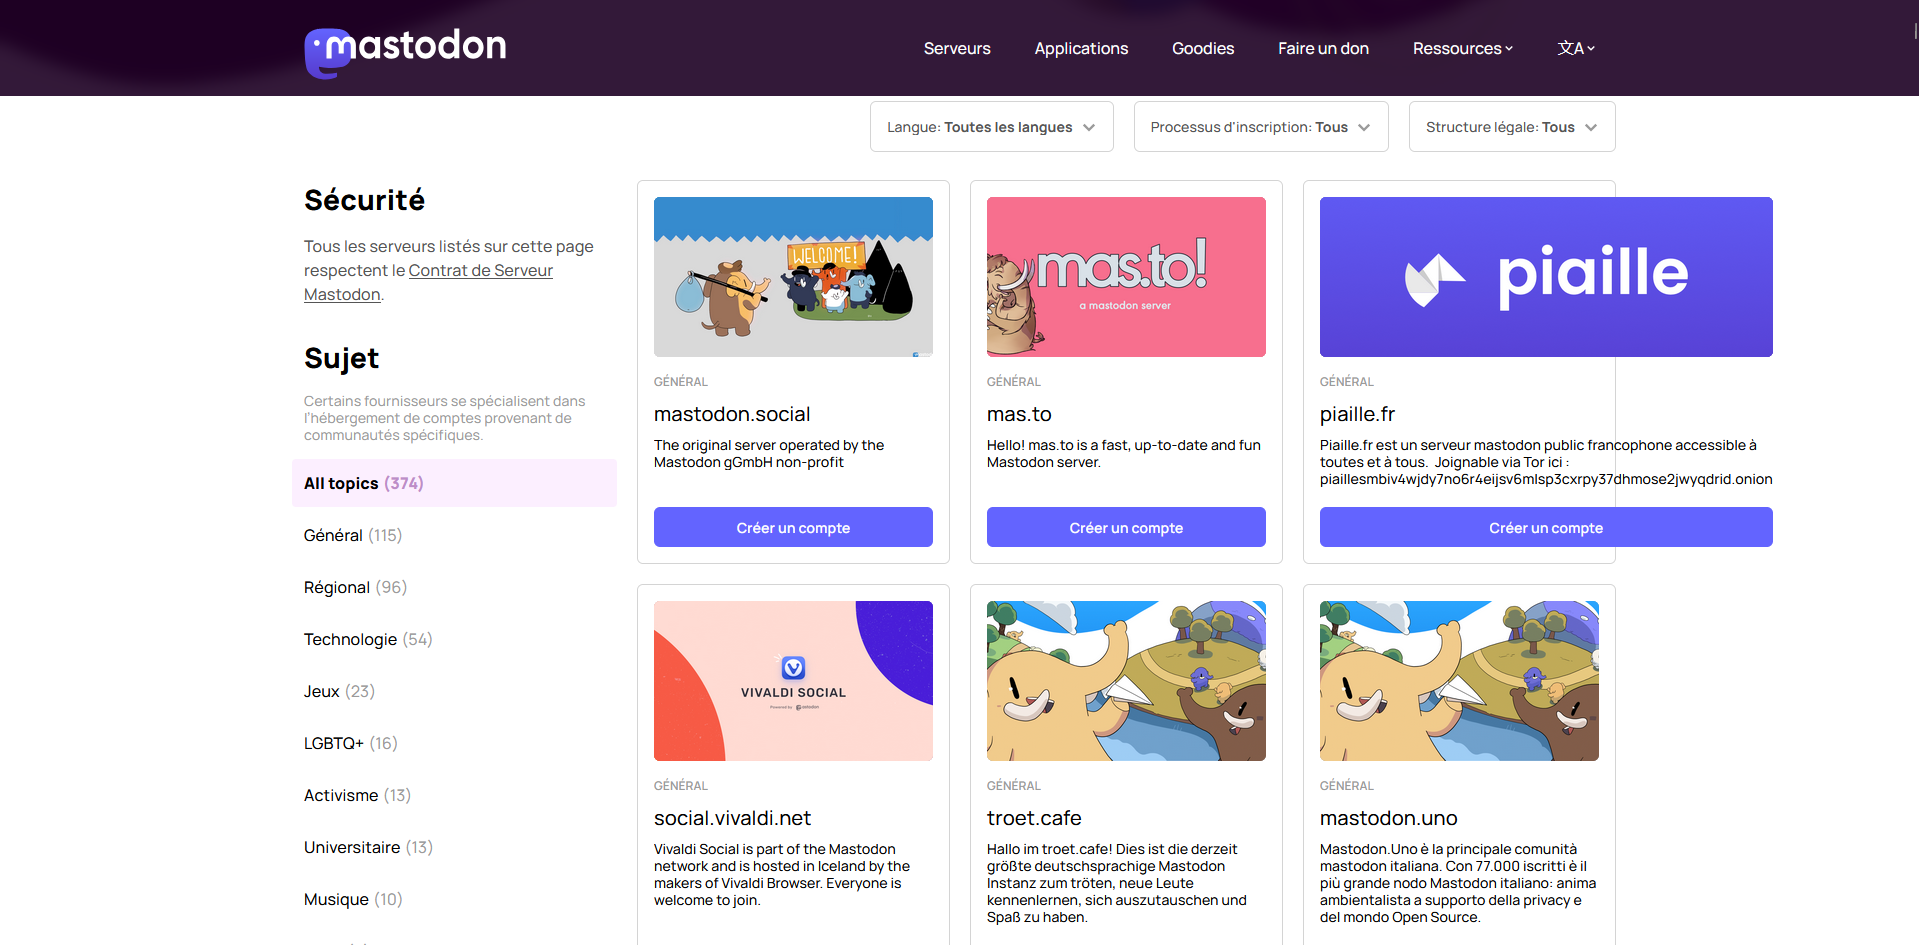 mastodon
Serveurs
Applications
Goodies
Faire un don
Ressources
文A
Langue: Toutes les langues
Processus d'inscription: Tous
Structure légale: Tous
Sécurité
Tous les serveurs listés sur cette page
respectent le Contrat de Serveur
Mastodon.
Sujet
Certains fournisseurs se spécialisent dans
l'hébergement de comptes provenant de
communautés spécifiques.
All topics (374)
Général (115)
Régional (96)
Technologie (54)
Jeux (23)
LGBTQ+ (16)
Activisme (13)
Universitaire (13)
Musique (10)
WELCOME!
GÉNÉRAL
mastodon.social
The original server operated by the
Mastodon gGmbH non-profit
Créer un compte
mas.to!
a mastodon server
GÉNÉRAL
mas.to
Hello! mas.to is a fast, up-to-date and fun
Mastodon server.
Créer un compte
piaille
GÉNÉRAL
piaille.fr
Piaille.fr est un serveur mastodon public francophone accessible à
toutes et à tous. Joignable via Tor ici :
piaillesmbiv4wjdy7no6r4eijsv6mlsp3cxrpy37dhmose2jwyqdrid.onion
Créer un compte
VIVALDI SOCIAL
Powered by mastodon
GÉNÉRAL
social.vivaldi.net
Vivaldi Social is part of the Mastodon
network and is hosted in Iceland by the
makers of Vivaldi Browser. Everyone is
welcome to join.
GÉNÉRAL
troet.cafe
Hallo im troet.cafe! Dies ist die derzeit
größte deutschsprachige Mastodon
Instanz zum tröten, neue Leute
kennenlernen, sich auszutauschen und
Spaß zu haben.
GÉNÉRAL
mastodon.uno
Mastodon.Uno è la principale comunità
mastodon italiana. Con 77.000 iscritti è il
più grande nodo Mastodon italiano: anima
ambientalista a supporto della privacy e
del mondo Open Source.